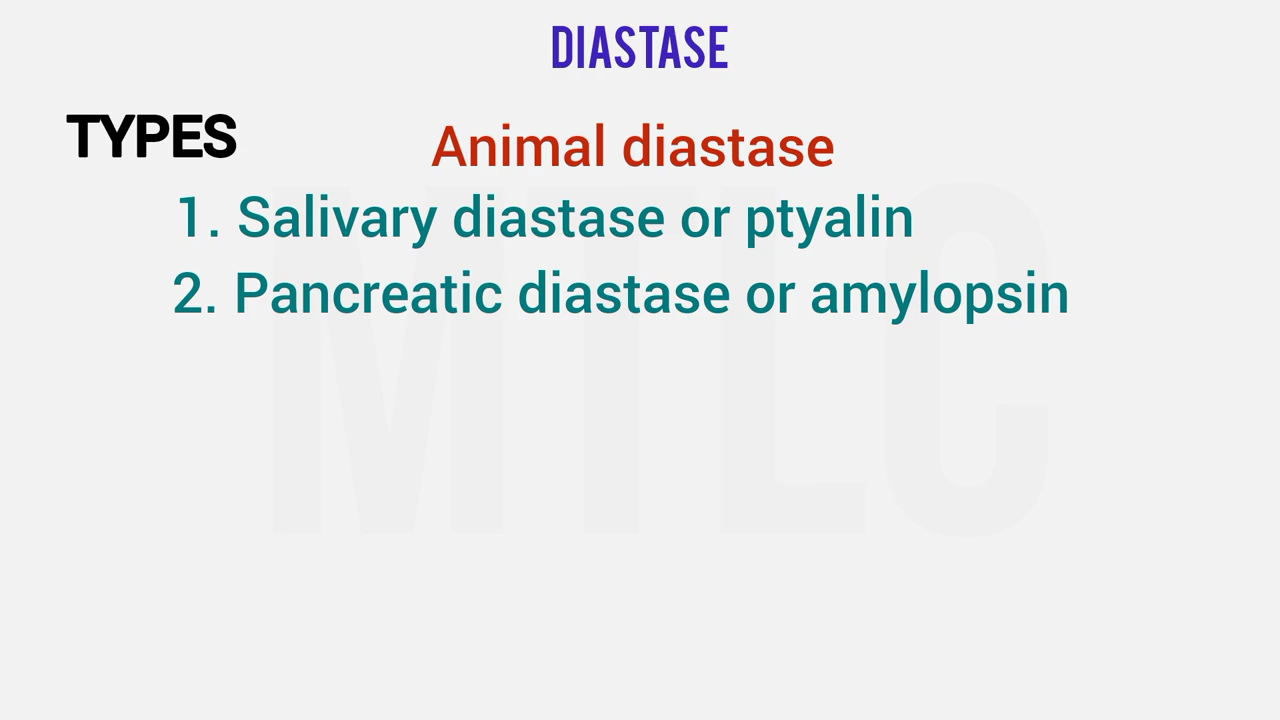 DIASTASE
TYPES
Animal diastase
1. Salivary diastase or ptyalin
2. Pancreatic diastase or amylopsin
MTLC